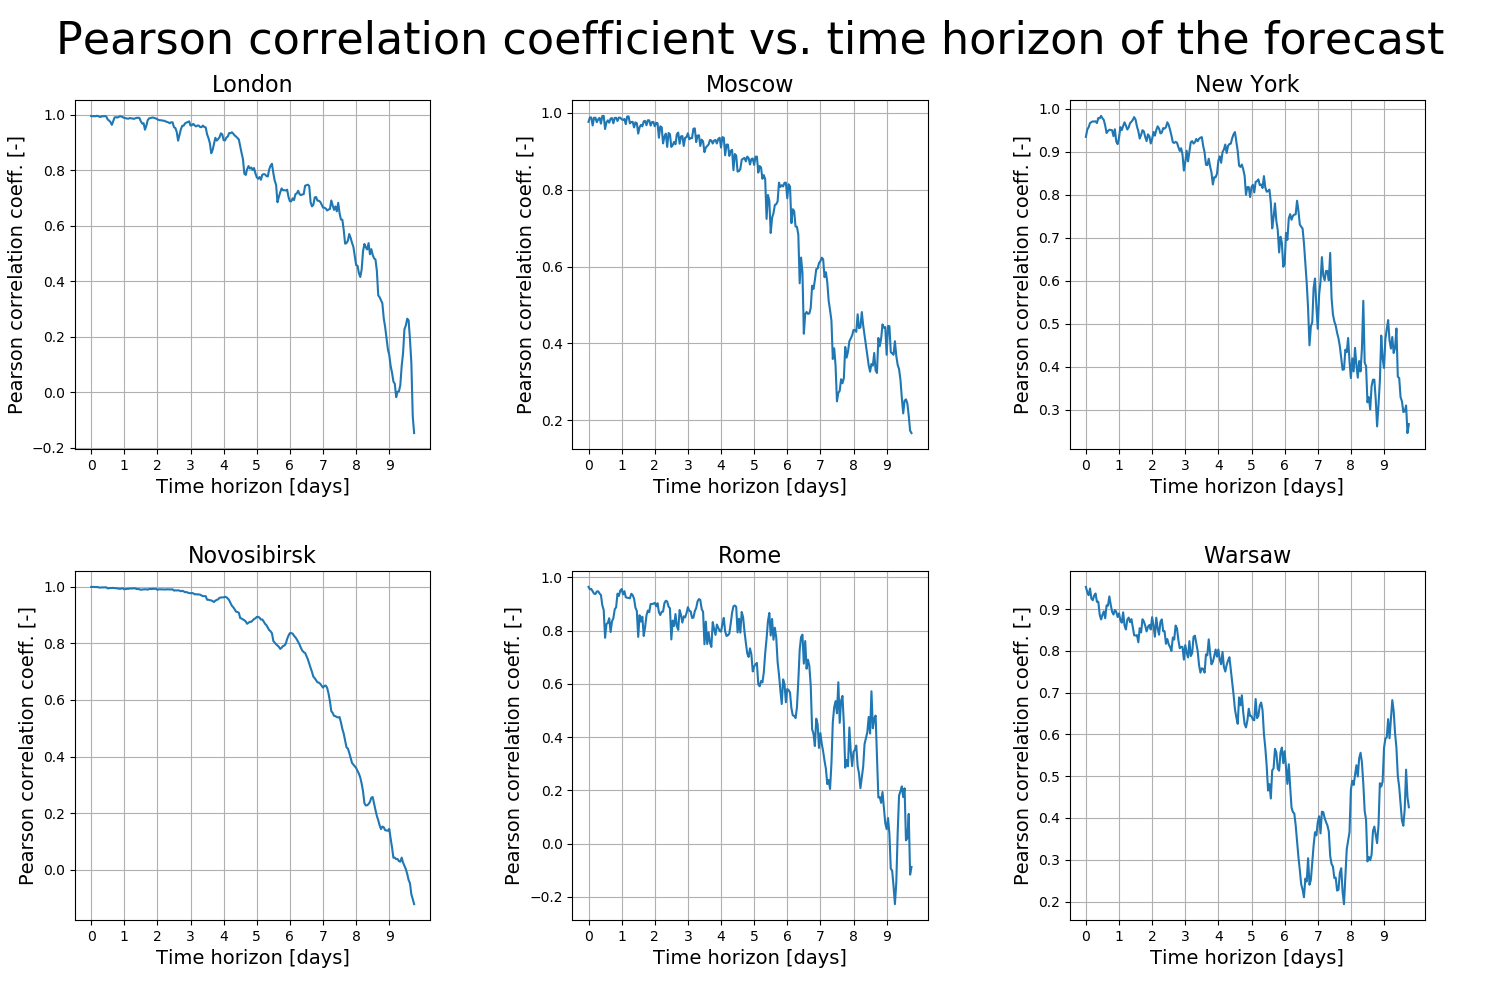 Pearson correlation coefficient vs. time horizon of the forecast
London
Pearson correlation coeff. [-]
1.0
0.8
0.6
0.4
0.2
0.0
−0.2
0 1 2 3 4 5 6 7 8 9
Time horizon [days]
Moscow
Pearson correlation coeff. [-]
1.0
0.8
0.6
0.4
0.2
0 1 2 3 4 5 6 7 8 9
Time horizon [days]
New York
Pearson correlation coeff. [-]
1.0
0.9
0.8
0.7
0.6
0.5
0.4
0.3
0 1 2 3 4 5 6 7 8 9
Time horizon [days]
Novosibirsk
Pearson correlation coeff. [-]
1.0
0.8
0.6
0.4
0.2
0.0
0 1 2 3 4 5 6 7 8 9
Time horizon [days]
Rome
Pearson correlation coeff. [-]
1.0
0.8
0.6
0.4
0.2
0.0
−0.2
0 1 2 3 4 5 6 7 8 9
Time horizon [days]
Warsaw
Pearson correlation coeff. [-]
0.9
0.8
0.7
0.6
0.5
0.4
0.3
0.2
0 1 2 3 4 5 6 7 8 9
Time horizon [days]